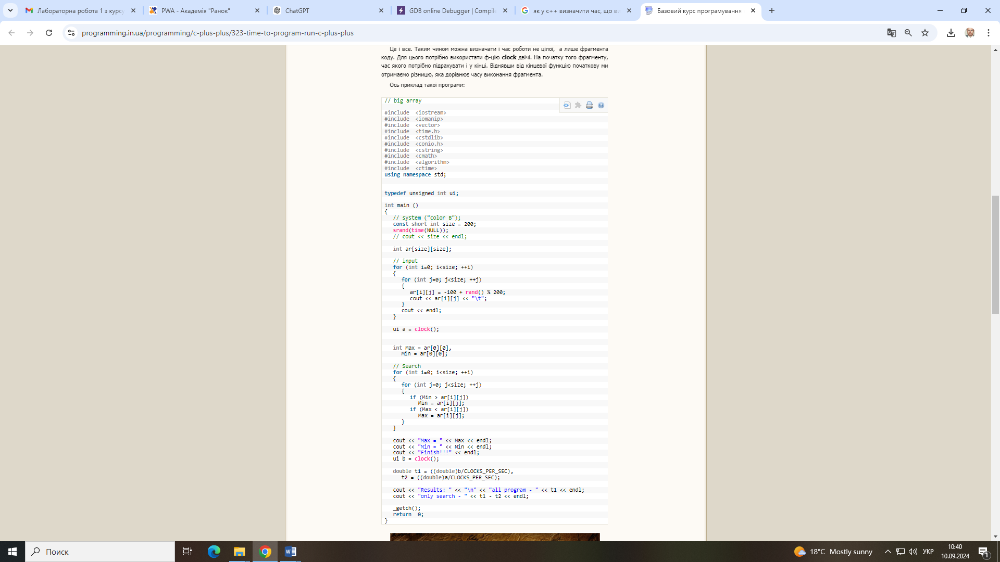 Лабораторна робота 1 з курсу
PWA - Академія "Ранок"
ChatGPT
GDB online Debugger | Compile
як у с++ визначити час, що ви
Базовий курс програмування
programming.in.ua/programming/c-plus-plus/323-time-to-program-run-c-plus-plus
Це і все. Таким чином можна визначати і час роботи не цілої, а лише фрагмента
коду. Для цього потрібно використати ф-цію clock двічі. На початку того фрагменту,
час якого потрібно підрахувати і у кінці. Віднявши від кінцевої функцію початкову ми
отримаємо різницю, яка дорівнює часу виконання фрагмента.
Ось приклад такої програми:
// big array
#include <iostream>
#include <iomanip>
#include <vector>
#include <time.h>
#include <cstdlib>
#include <conio.h>
#include <cstring>
#include <cmath>
#include <algorithm>
#include <ctime>
using namespace std;
typedef unsigned int ui;
int main ()
{
// system ("color B");
const short int size = 200;
srand(time(NULL));
// cout << size << endl;
int ar[size][size];
// input
for (int i=0; i<size; ++i)
{
for (int j=0; j<size; ++j)
{
ar[i][j] = -100 + rand() % 200;
cout << ar[i][j] << "\t";
}
cout << endl;
}
ui a = clock();
int Max = ar[0][0],
Min = ar[0][0];
// Search
for (int i=0; i<size; ++i)
{
for (int j=0; j<size; ++j)
{
if (Min > ar[i][j])
Min = ar[i][j];
if (Max < ar[i][j])
Max = ar[i][j];
}
}
cout << "Max = " << Max << endl;
cout << "Min = " << Min << endl;
cout << "Finish!!!" << endl;
ui b = clock();
double t1 = ((double)b/CLOCKS_PER_SEC),
t2 = ((double)a/CLOCKS_PER_SEC);
cout << "Results: " << "\n" << "all program - " << t1 << endl;
cout << "only search - " << t1 - t2 << endl;
_getch();
return 0;
}
Поиск
18°C Mostly sunny
УКР
10:40
10.09.2024
1